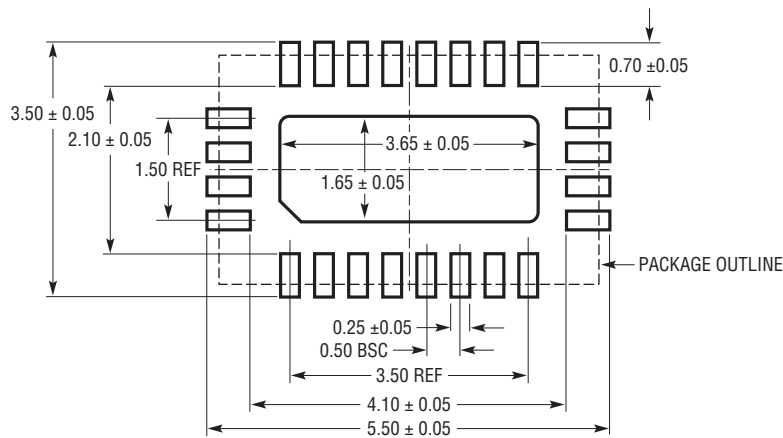 0.70 ±0.05
3.50 ± 0.05
2.10 ± 0.05
3.65 ± 0.05
1.50 REF
1.65 ± 0.05
PACKAGE OUTLINE
0.25 ±0.05
0.50 BSC
3.50 REF
4.10 ± 0.05
5.50 ± 0.05